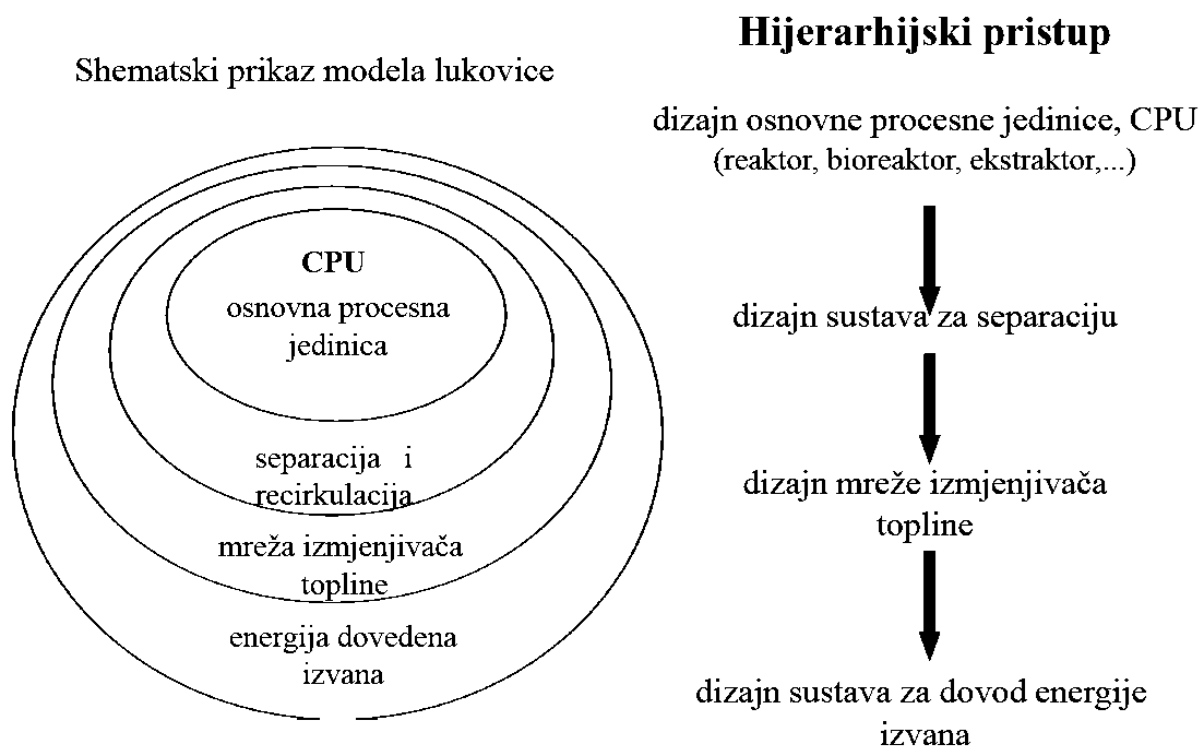 Shematski prikaz modela lukovice
CPU
osnovna procesna
jedinica
separacija i
recirkulacija
mreža izmjenjivača
topline
energija dovedena
izvana
Hijerarhijski pristup
dizajn osnovne procesne jedinice, CPU
(reaktor, bioreaktor, ekstraktor,...)
dizajn sustava za separaciju
dizajn mreže izmjenjivača
topline
dizajn sustava za dovod energije
izvana